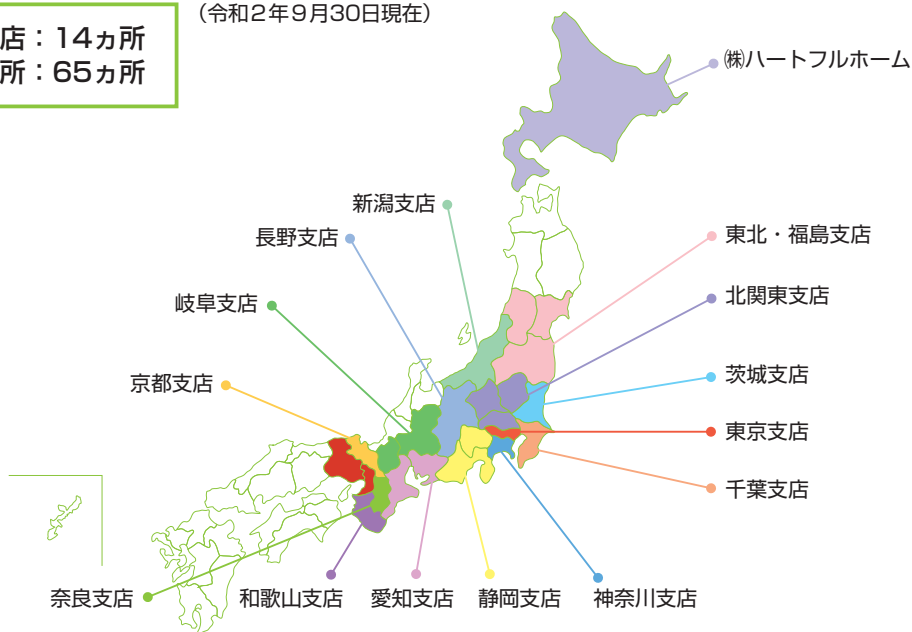 (令和2年9月30日現在)
店：14ヵ所
所：65ヵ所
㈱ハートフルホーム
新潟支店
長野支店
東北・福島支店
岐阜支店
北関東支店
京都支店
茨城支店
東京支店
千葉支店
奈良支店
和歌山支店
愛知支店
静岡支店
神奈川支店